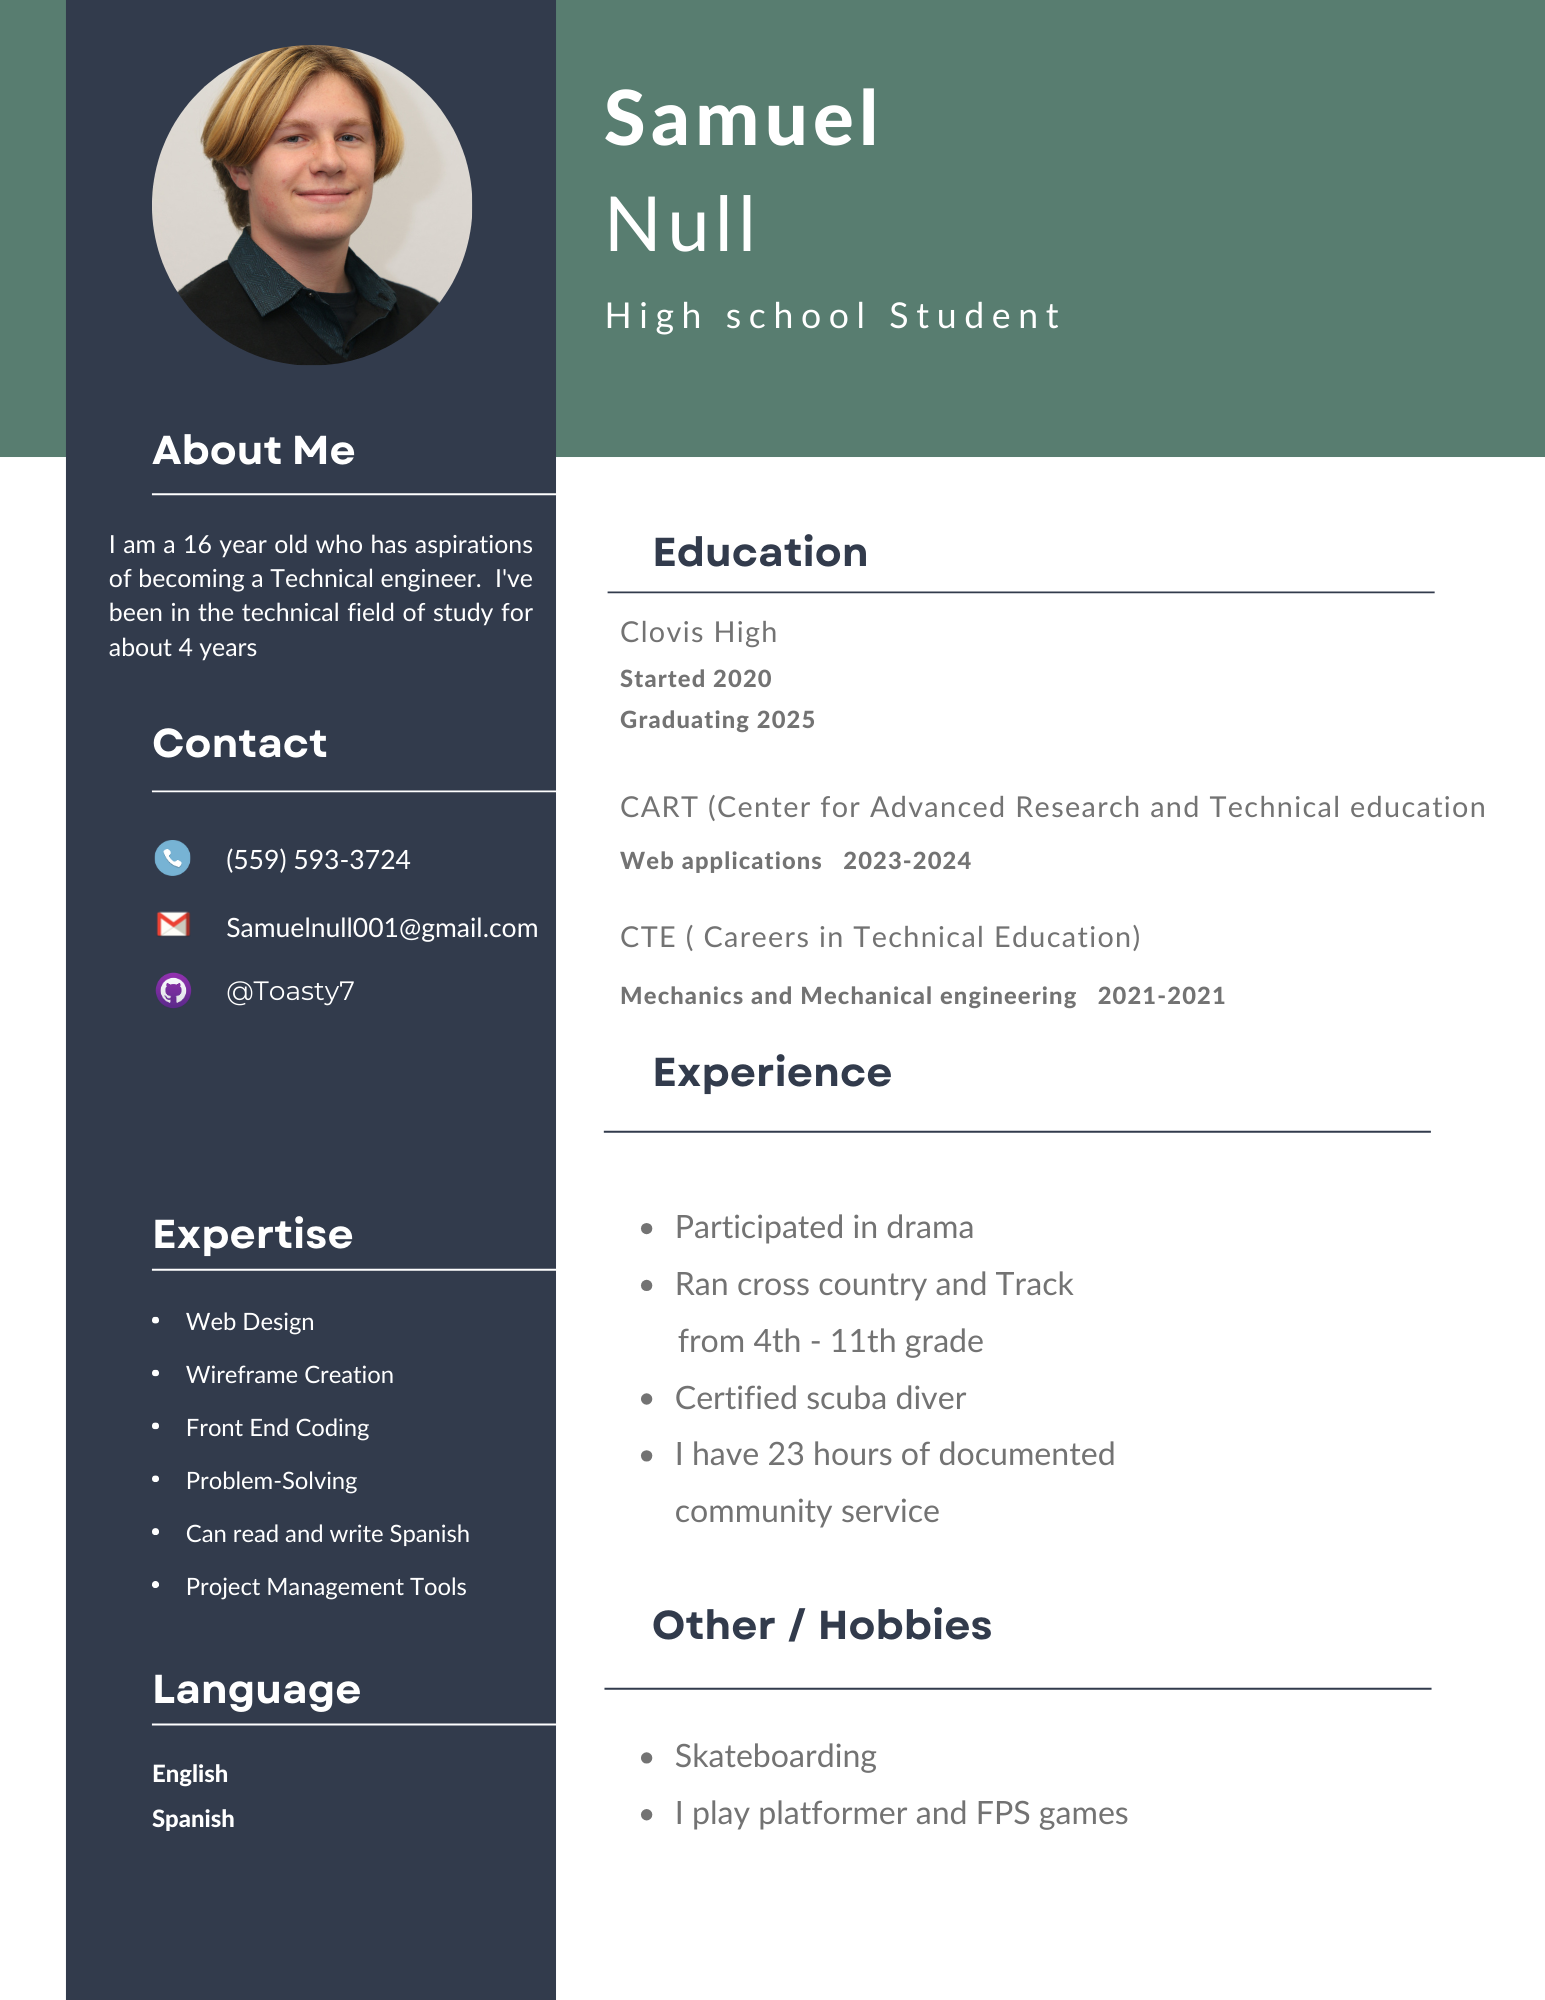 Samuel
Null
High school Student
About Me
I am a 16 year old who has aspirations
of becoming a Technical engineer.  I've
been in the technical field of study for
about 4 years
Contact
(559) 593-3724
Samuelnull001@gmail.com
@Toasty7
Expertise
• Web Design
• Wireframe Creation
• Front End Coding
• Problem-Solving
• Can read and write Spanish
• Project Management Tools
Language
English
Spanish
Education
Clovis High
Started 2020
Graduating 2025
CART (Center for Advanced Research and Technical education
Web applications   2023-2024
CTE ( Careers in Technical Education)
Mechanics and Mechanical engineering   2021-2021
Experience
• Participated in drama
• Ran cross country and Track
from 4th - 11th grade
• Certified scuba diver
• I have 23 hours of documented
community service
Other / Hobbies
• Skateboarding
• I play platformer and FPS games